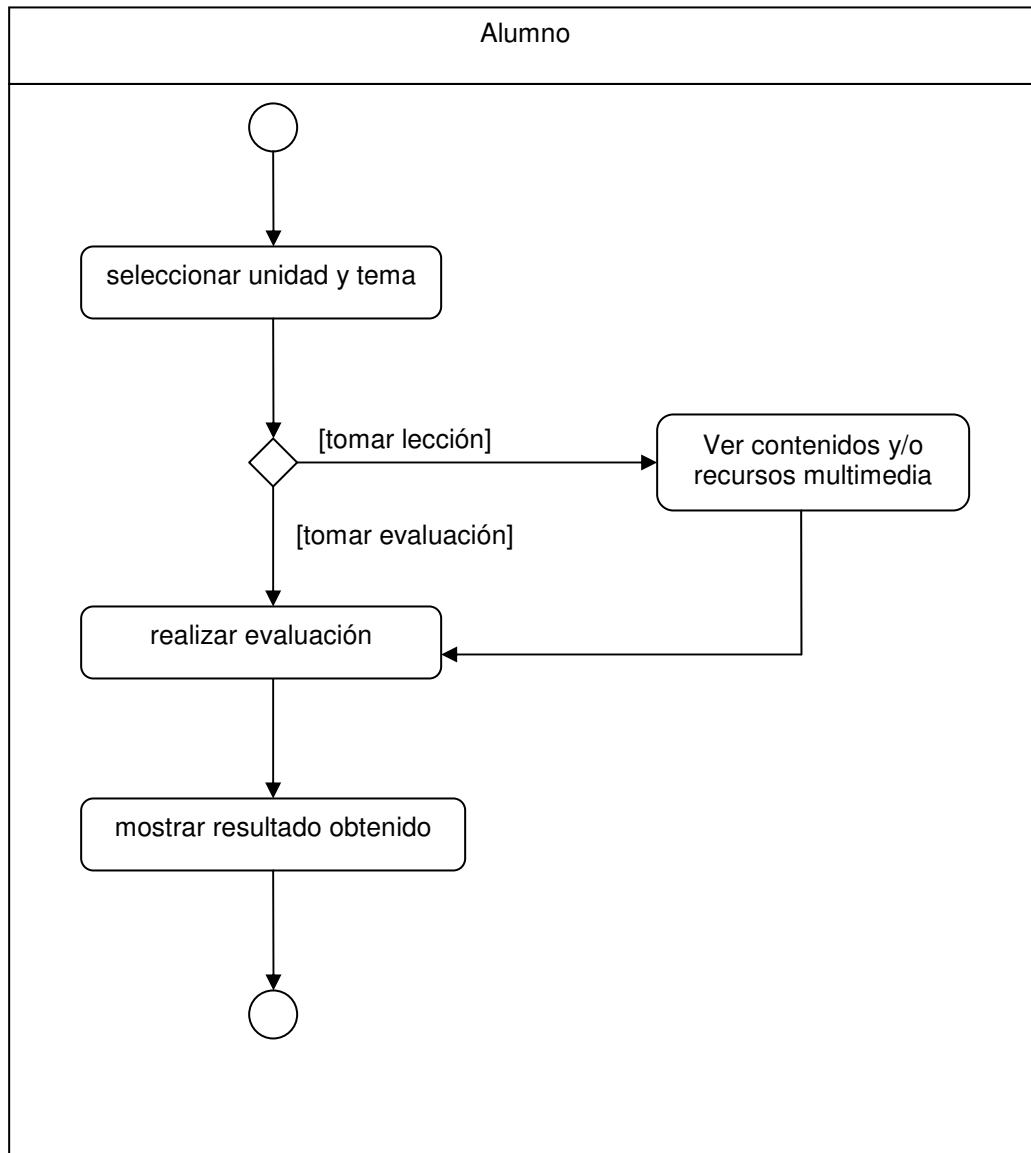 Alumno
seleccionar unidad y tema
[tomar lección]
Ver contenidos y/o
recursos multimedia
[tomar evaluación]
realizar evaluación
mostrar resultado obtenido